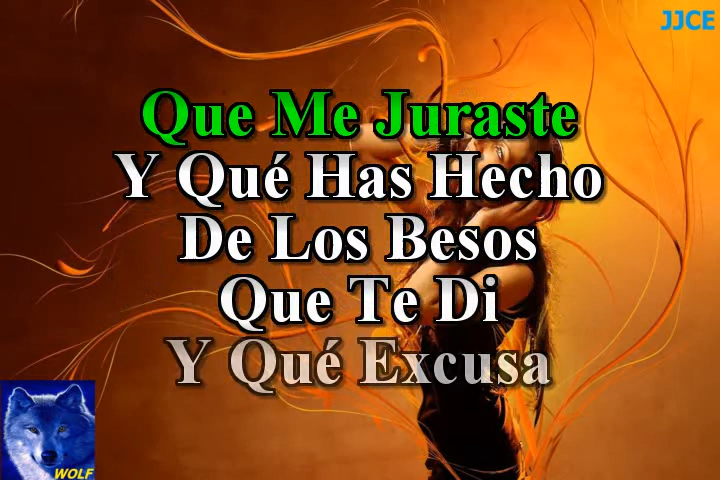 JJCE
Que Me Juraste
Y Qué Has Hecho
De Los Besos
Que Te Di
Y Qué Excusa
WOLF